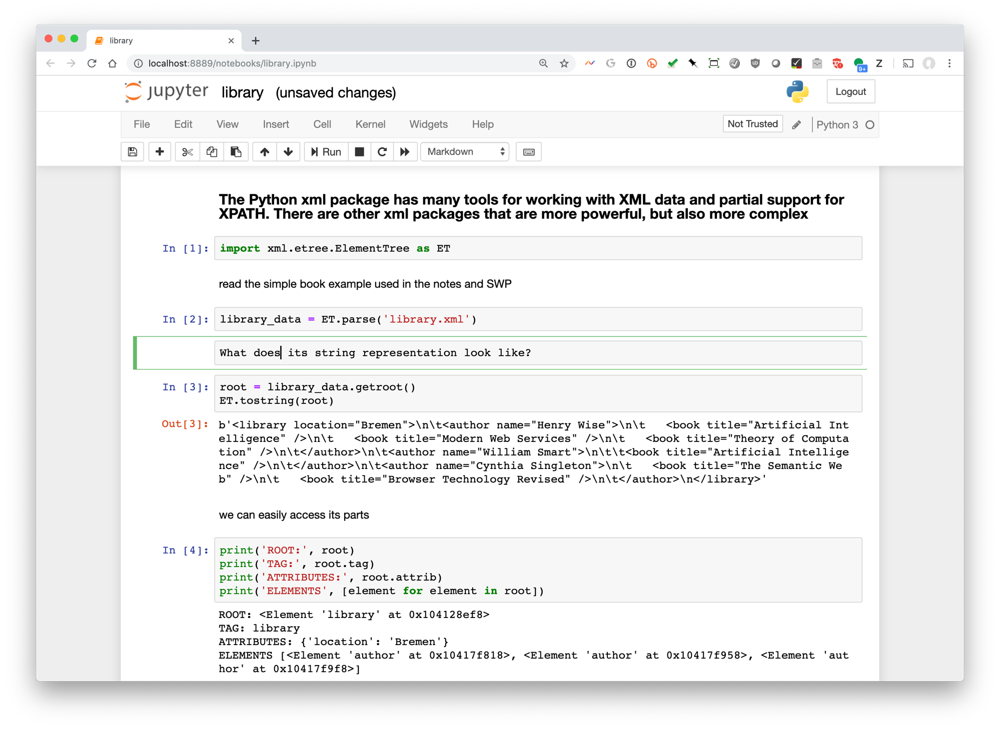 library
localhost:8889/notebooks/library.ipynb
9+
Z
jupyter library (unsaved changes)
Logout
File Edit View Insert Cell Kernel Widgets Help
Not Trusted
Python 3
Run
Markdown
The Python xml package has many tools for working with XML data and partial support for
XPATH. There are other xml packages that are more powerful, but also more complex
In [1]: import xml.etree.ElementTree as ET
read the simple book example used in the notes and SWP
In [2]: library_data = ET.parse('library.xml')
What does its string representation look like?
In [3]: root = library_data.getroot()
ET.tostring(root)
Out[3]: b'<library location="Bremen">\n\t<author name="Henry Wise">\n\t   <book title="Artificial Int
elligence" />\n\t   <book title="Modern Web Services" />\n\t   <book title="Theory of Computa
tion" />\n\t</author>\n\t<author name="William Smart">\n\t\t<book title="Artificial Intellige
nce" />\n\t</author>\n\t<author name="Cynthia Singleton">\n\t   <book title="The Semantic We
b" />\n\t   <book title="Browser Technology Revised" />\n\t</author>\n</library>'
we can easily access its parts
In [4]: print('ROOT:', root)
print('TAG:', root.tag)
print('ATTRIBUTES:', root.attrib)
print('ELEMENTS', [element for element in root])
ROOT: <Element 'library' at 0x104128ef8>
TAG: library
ATTRIBUTES: {'location': 'Bremen'}
ELEMENTS [<Element 'author' at 0x10417f818>, <Element 'author' at 0x10417f958>, <Element 'aut
hor' at 0x10417f9f8>]